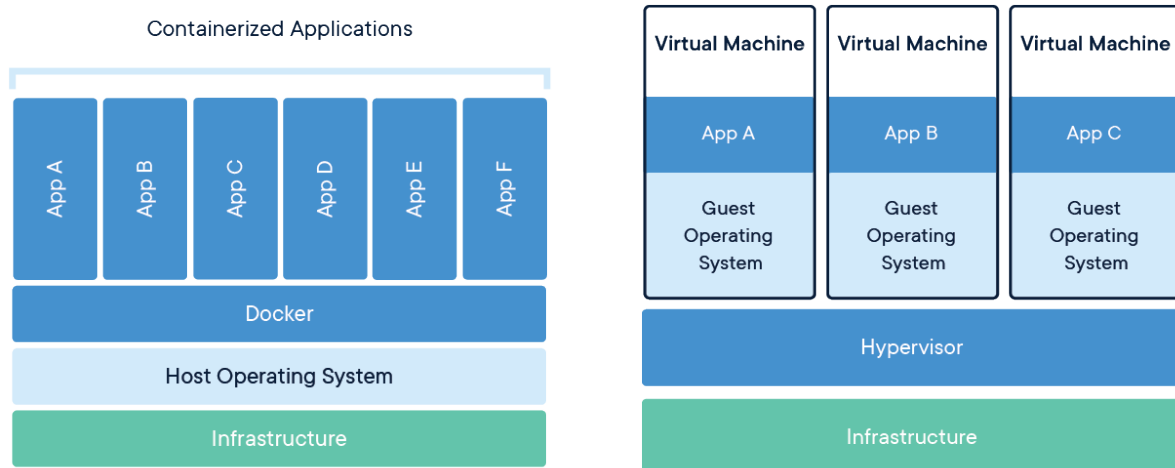 Containerized Applications
App A
App B
App C
App D
App E
App F
Docker
Host Operating System
Infrastructure
Virtual Machine
App A
Guest
Operating
System
Virtual Machine
App B
Guest
Operating
System
Virtual Machine
App C
Guest
Operating
System
Hypervisor
Infrastructure